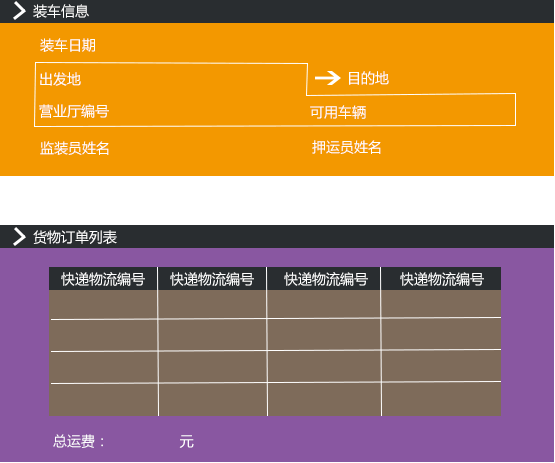 装车信息
装车日期
出发地 目的地
营业厅编号 可用车辆
监装员姓名 押运员姓名
货物订单列表
快递物流编号 快递物流编号 快递物流编号 快递物流编号
总运费： 元